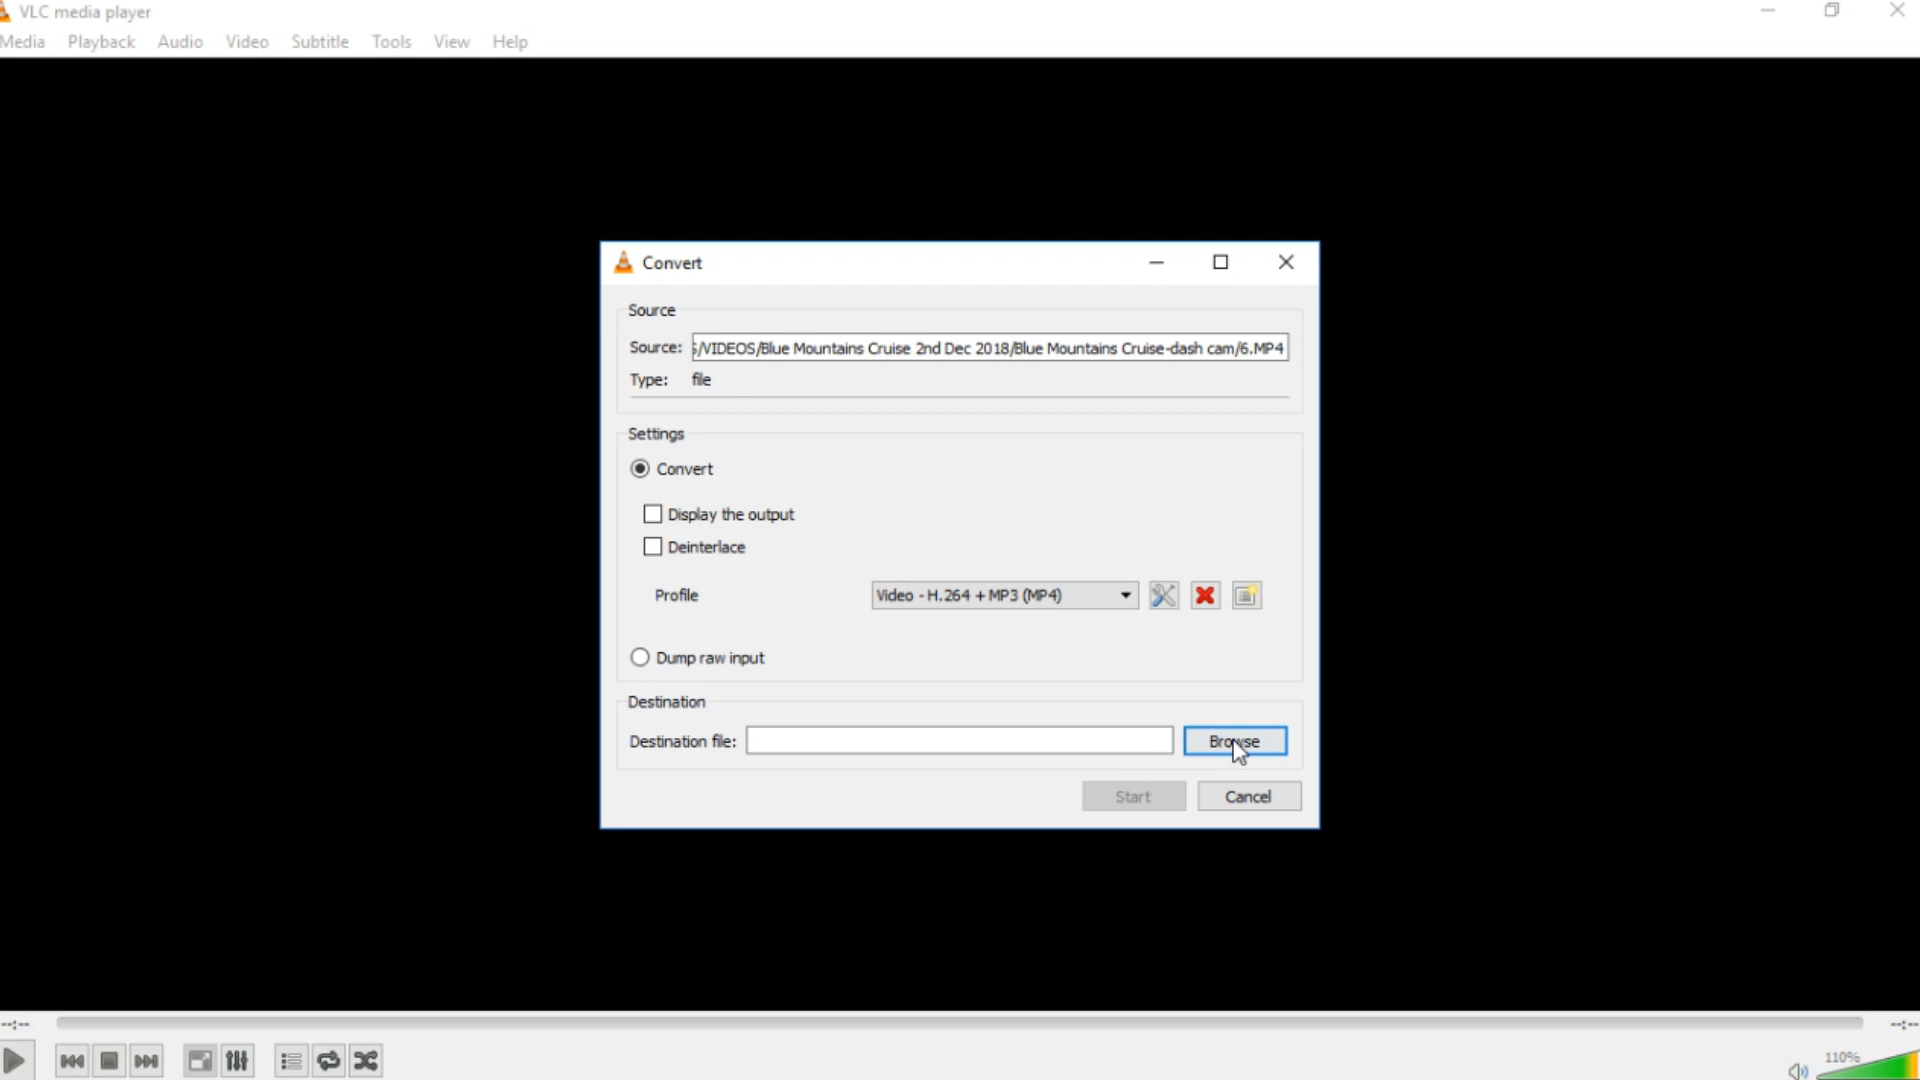 VLC media player
Media Playback Audio Video Subtitle Tools View Help
Convert
Source
Source: /VIDEOS/Blue Mountains Cruise 2nd Dec 2018/Blue Mountains Cruise-dash cam/6.MP4
Type: file
Settings
Convert
Display the output
Deinterlace
Profile Video - H.264 + MP3 (MP4)
Dump raw input
Destination
Destination file: Browse
Start Cancel
--:-- --:--
110%